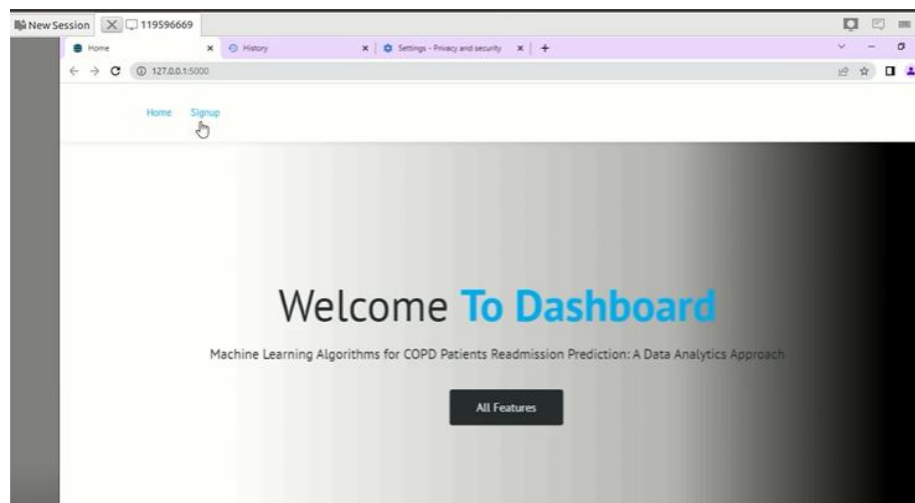 New Session 119596669
Home History Settings - Privacy and security
127.0.0.1:5000
Home Signup
Welcome To Dashboard
Machine Learning Algorithms for COPD Patients Readmission Prediction: A Data Analytics Approach
All Features